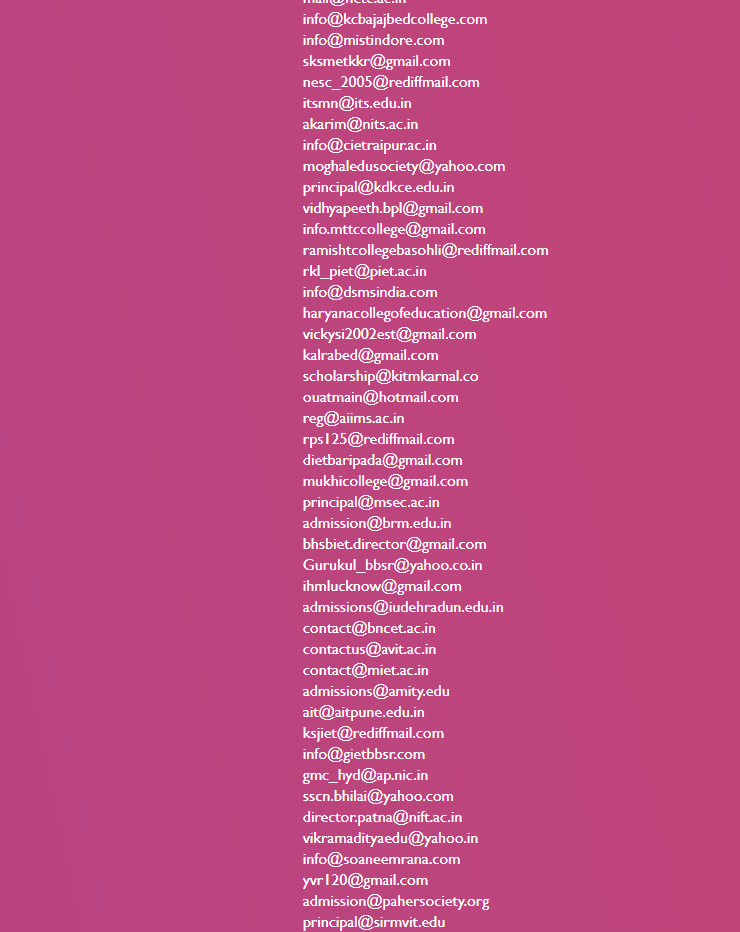 mail@nctc.ac.in
info@kcbajajbedcollege.com
info@mistindore.com
sksmetkkr@gmail.com
nesc_2005@rediffmail.com
itsmn@its.edu.in
akarim@nits.ac.in
info@cietraipur.ac.in
moghaledusociety@yahoo.com
principal@kdkce.edu.in
vidhyapeeth.bpl@gmail.com
info.mttccollege@gmail.com
ramishtcollegebasohli@rediffmail.com
rkl_piet@piet.ac.in
info@dsmsindia.com
haryanacollegofeducation@gmail.com
vickysi2002est@gmail.com
kalrabed@gmail.com
scholarship@kitmkarnal.co
ouatmain@hotmail.com
reg@aiims.ac.in
rps125@rediffmail.com
dietbaripada@gmail.com
mukhicollege@gmail.com
principal@msec.ac.in
admission@brm.edu.in
bhsbiet.director@gmail.com
Gurukul_bbsr@yahoo.co.in
ihmlucknow@gmail.com
admissions@iudehradun.edu.in
contact@bncet.ac.in
contactus@avit.ac.in
contact@miet.ac.in
admissions@amity.edu
ait@aitpune.edu.in
ksjiet@rediffmail.com
info@gietbbsr.com
gmc_hyd@ap.nic.in
sscn.bhilai@yahoo.com
director.patna@nift.ac.in
vikramadityaedu@yahoo.in
info@soaneemrana.com
yvr120@gmail.com
admission@pahersociety.org
principal@sirmvit.edu